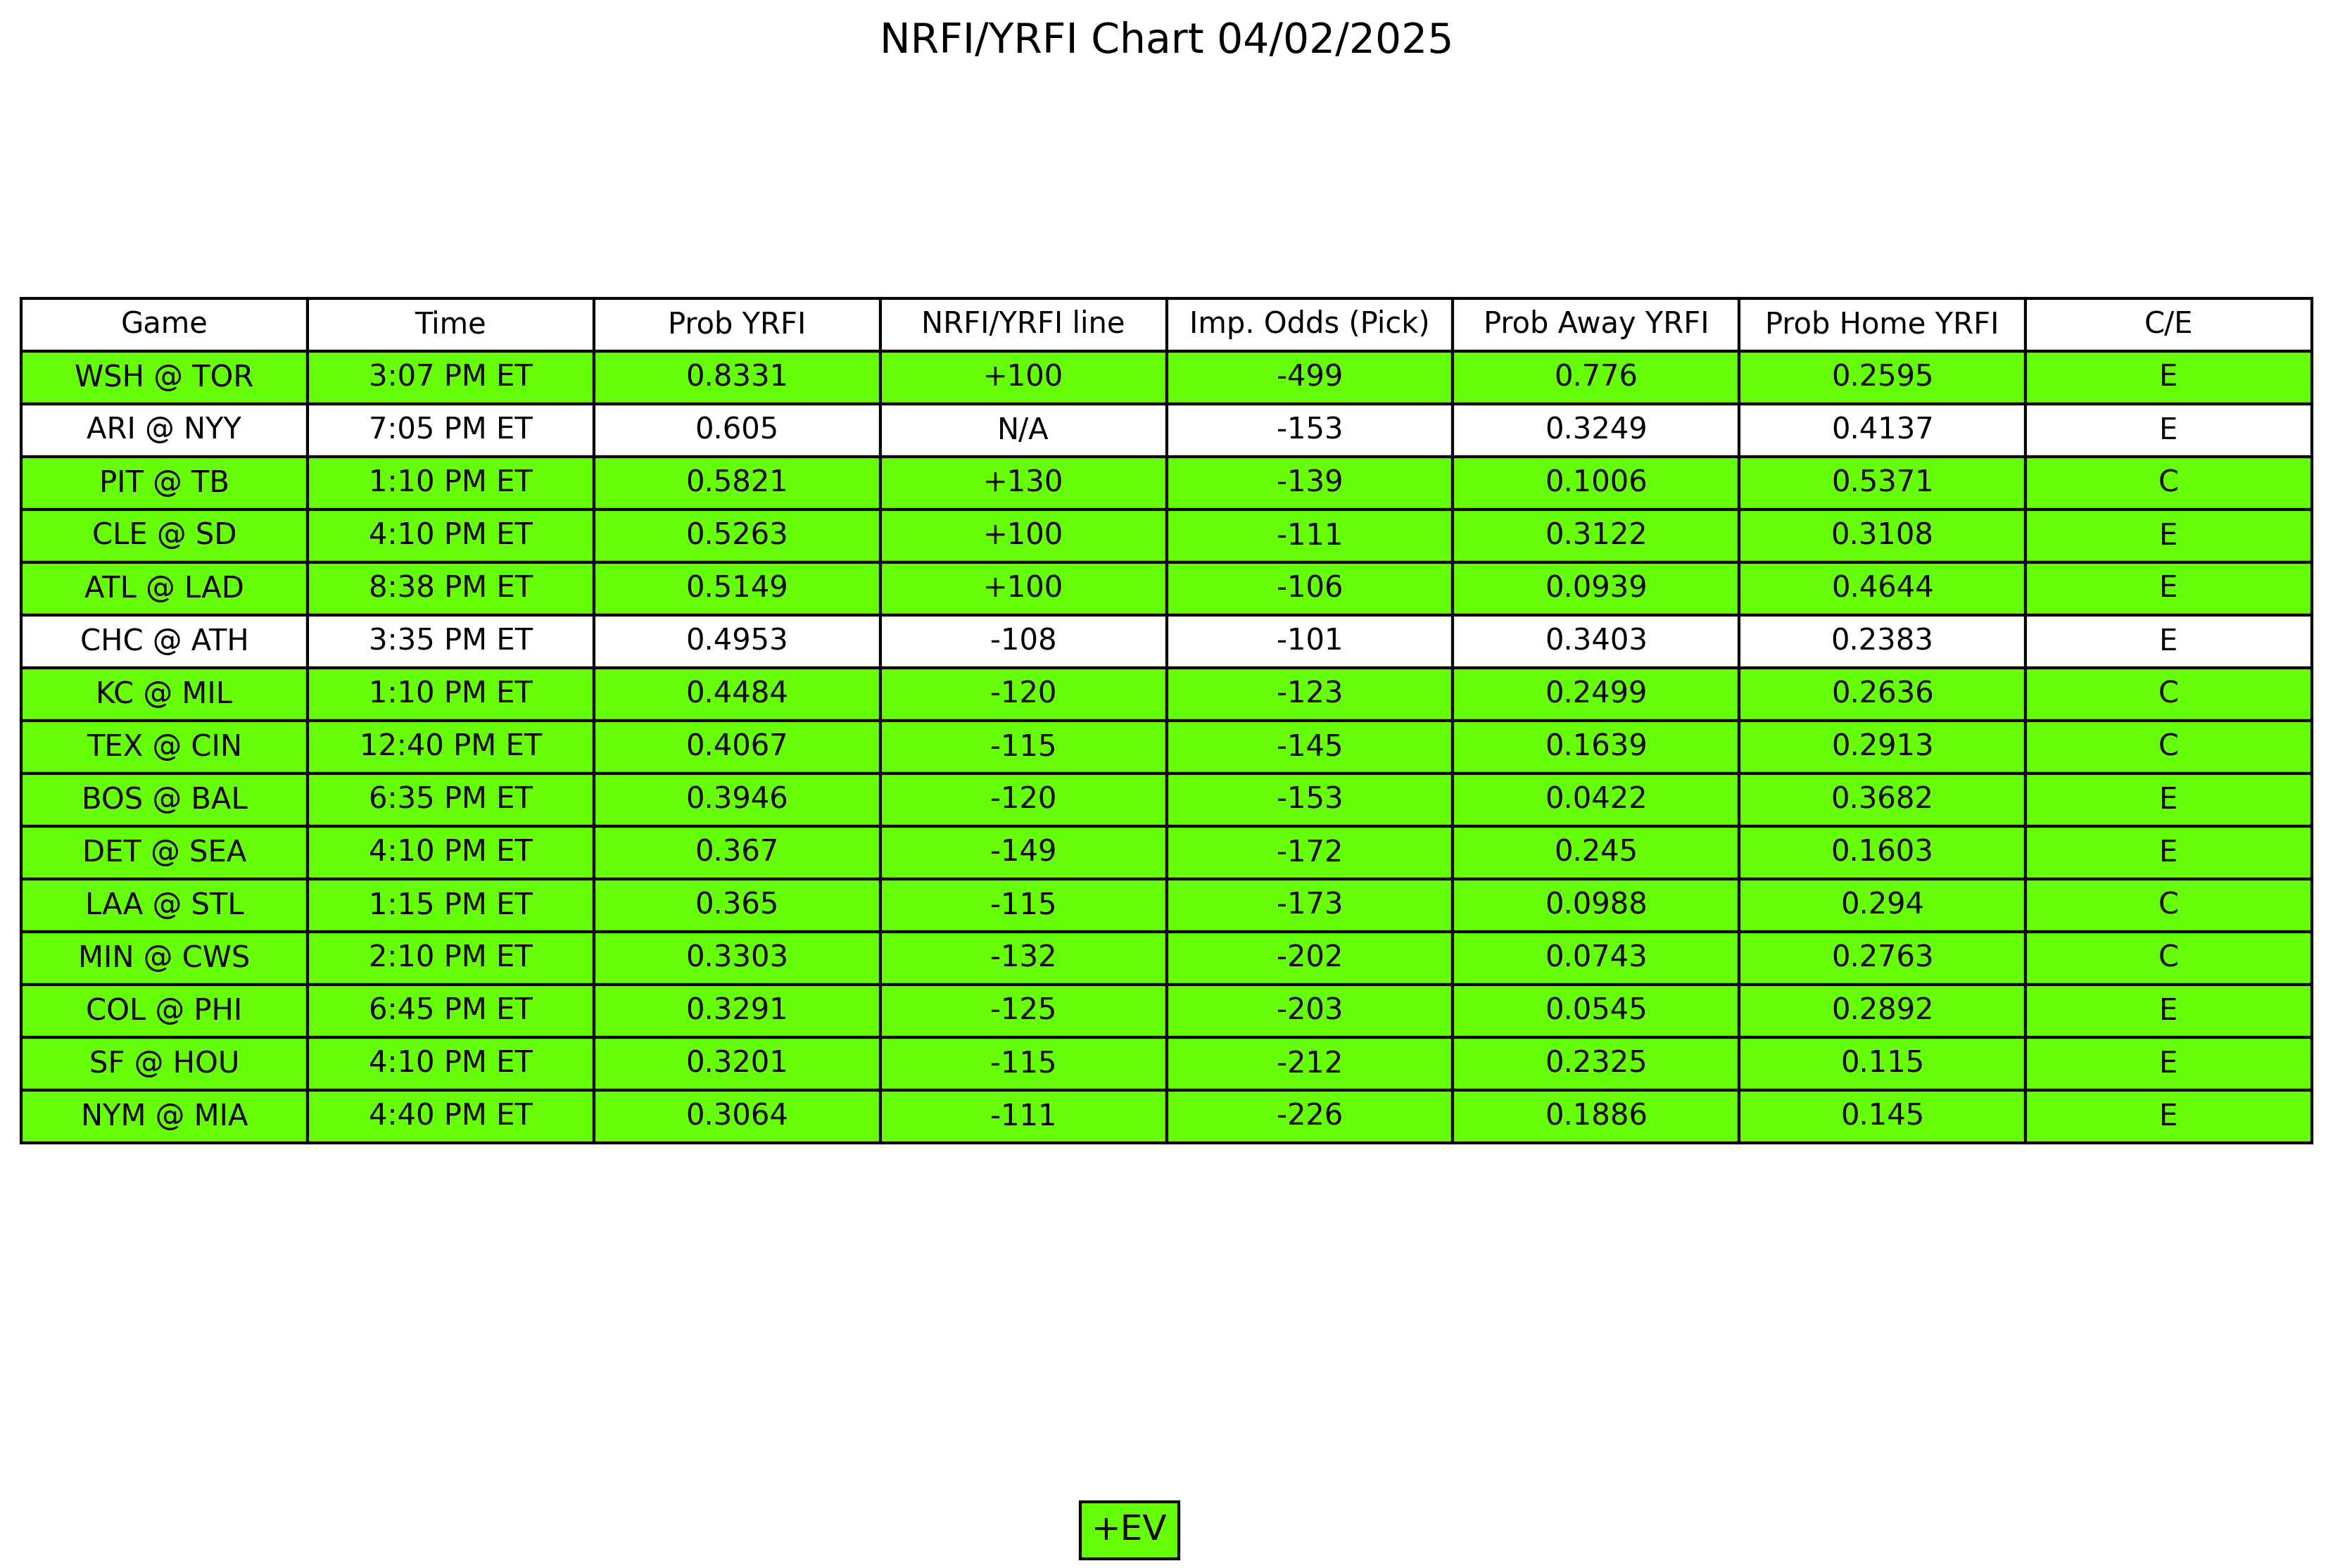 NRFI/YRFI Chart 04/02/2025
Game Time Prob YRFI NRFI/YRFI line Imp. Odds (Pick) Prob Away YRFI Prob Home YRFI C/E
WSH @ TOR 3:07 PM ET 0.8331 +100 -499 0.776 0.2595 E
ARI @ NYY 7:05 PM ET 0.605 N/A -153 0.3249 0.4137 E
PIT @ TB 1:10 PM ET 0.5821 +130 -139 0.1006 0.5371 C
CLE @ SD 4:10 PM ET 0.5263 +100 -111 0.3122 0.3108 E
ATL @ LAD 8:38 PM ET 0.5149 +100 -106 0.0939 0.4644 E
CHC @ ATH 3:35 PM ET 0.4953 -108 -101 0.3403 0.2383 E
KC @ MIL 1:10 PM ET 0.4484 -120 -123 0.2499 0.2636 C
TEX @ CIN 12:40 PM ET 0.4067 -115 -145 0.1639 0.2913 C
BOS @ BAL 6:35 PM ET 0.3946 -120 -153 0.0422 0.3682 E
DET @ SEA 4:10 PM ET 0.367 -149 -172 0.245 0.1603 E
LAA @ STL 1:15 PM ET 0.365 -115 -173 0.0988 0.294 C
MIN @ CWS 2:10 PM ET 0.3303 -132 -202 0.0743 0.2763 C
COL @ PHI 6:45 PM ET 0.3291 -125 -203 0.0545 0.2892 E
SF @ HOU 4:10 PM ET 0.3201 -115 -212 0.2325 0.115 E
NYM @ MIA 4:40 PM ET 0.3064 -111 -226 0.1886 0.145 E
+EV